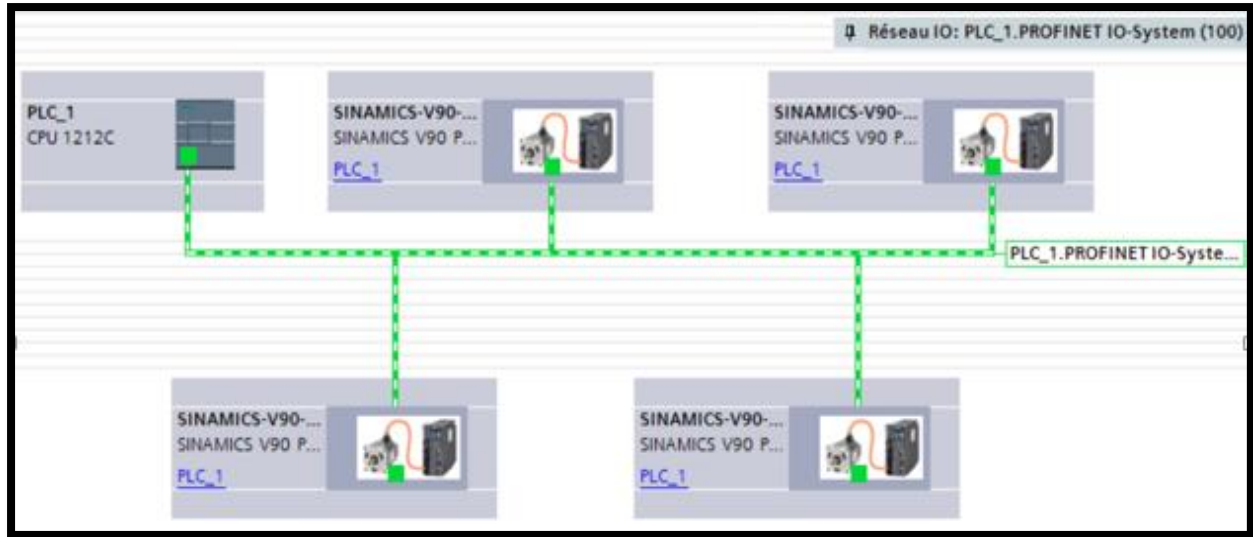 Réseau IO: PLC_1.PROFINET IO-System (100)
PLC_1
CPU 1212C
SINAMICS-V90-...
SINAMICS V90 P...
PLC_1
SINAMICS-V90-...
SINAMICS V90 P...
PLC_1
PLC_1.PROFINET IO-Syste...
SINAMICS-V90-...
SINAMICS V90 P...
PLC_1
SINAMICS-V90-...
SINAMICS V90 P...
PLC_1